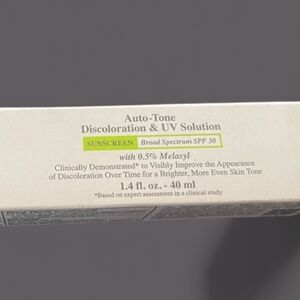 Auto-Tone
Discoloration & UV Solution
SUNSCREEN Broad Spectrum SPF 30
with 0.5% Melasyl
Clinically Demonstrated* to Visibly Improve the Appearance
of Discoloration Over Time for a Brighter, More Even Skin Tone
1.4 fl. oz. - 40 ml
*Based on expert assessment in a clinical study